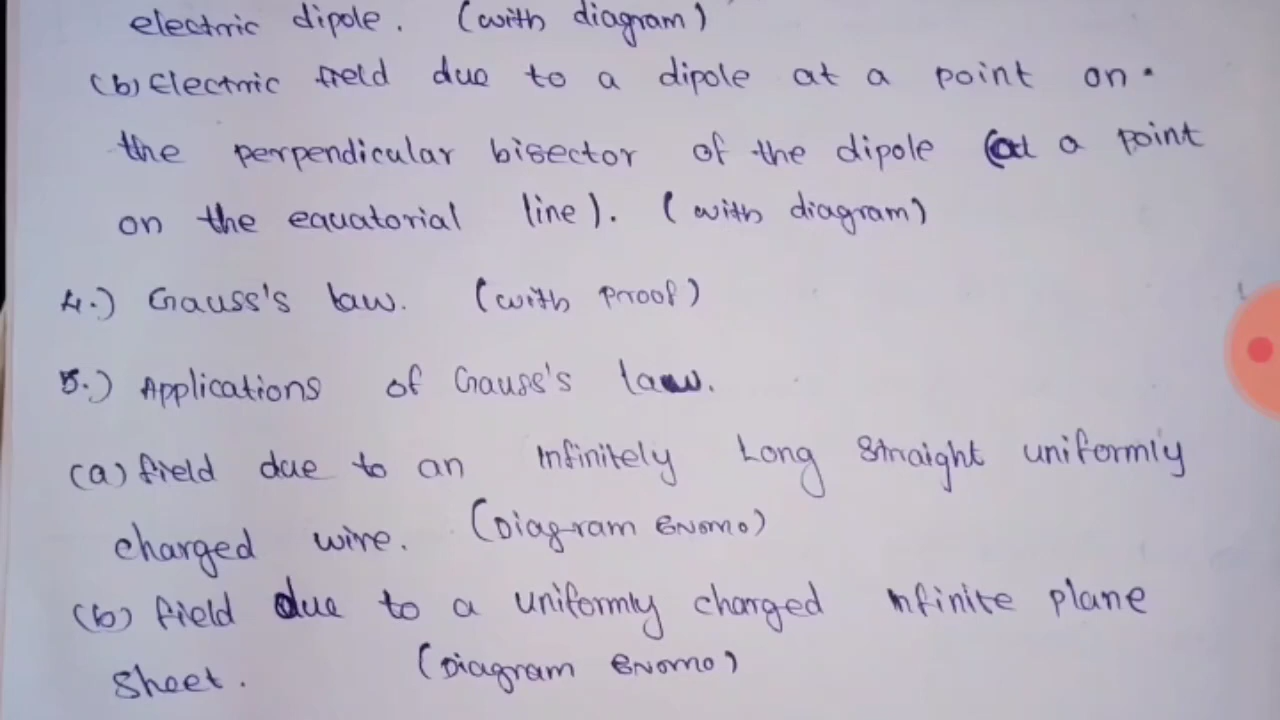 electric dipole. (with diagram)
(b) Electric field due to a dipole at a point on
the perpendicular bisector of the dipole (at a point
on the equatorial line). (with diagram)
4.) Gauss's law. (with proof)
5.) Applications of Gauss's law.
(a) field due to an Infinitely Long Straight uniformly
charged wire. (Diagram
(b) field due to a uniformly charged infinite plane
sheet. (Diagram